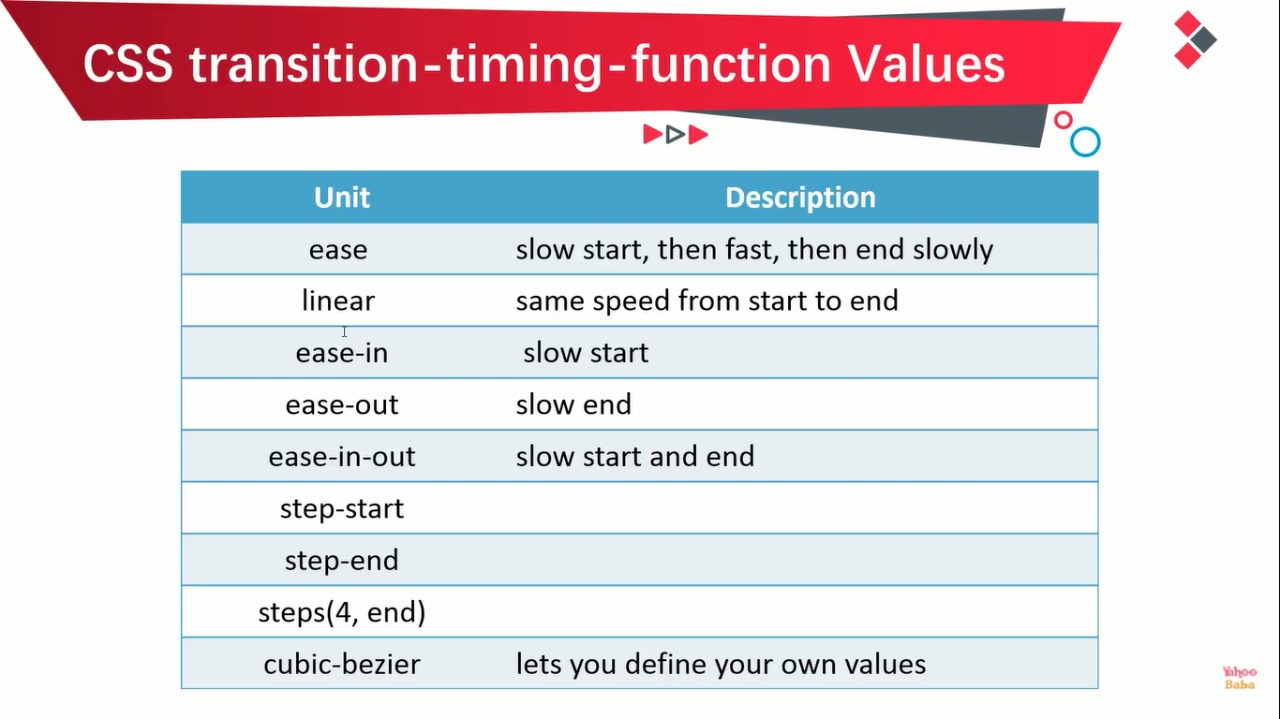 CSS transition-timing-function Values
Unit Description
ease slow start, then fast, then end slowly
linear same speed from start to end
ease-in slow start
ease-out slow end
ease-in-out slow start and end
step-start
step-end
steps(4, end)
cubic-bezier lets you define your own values
Yahoo
Baba